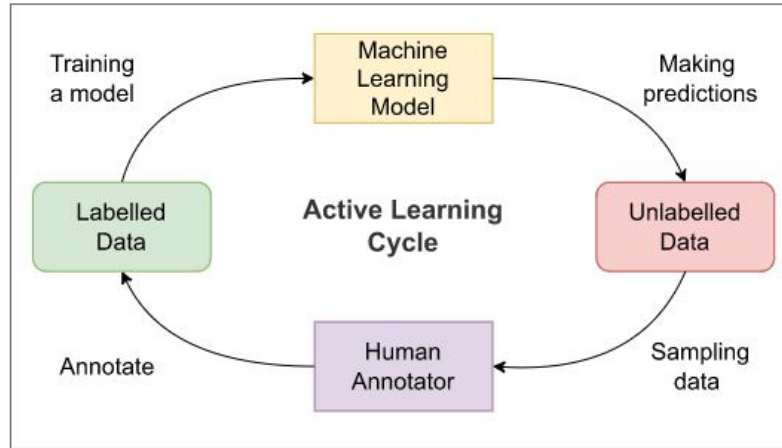 Training
a model
Machine
Learning
Model
Making
predictions
Labelled
Data
Active Learning
Cycle
Unlabelled
Data
Annotate
Human
Annotator
Sampling
data